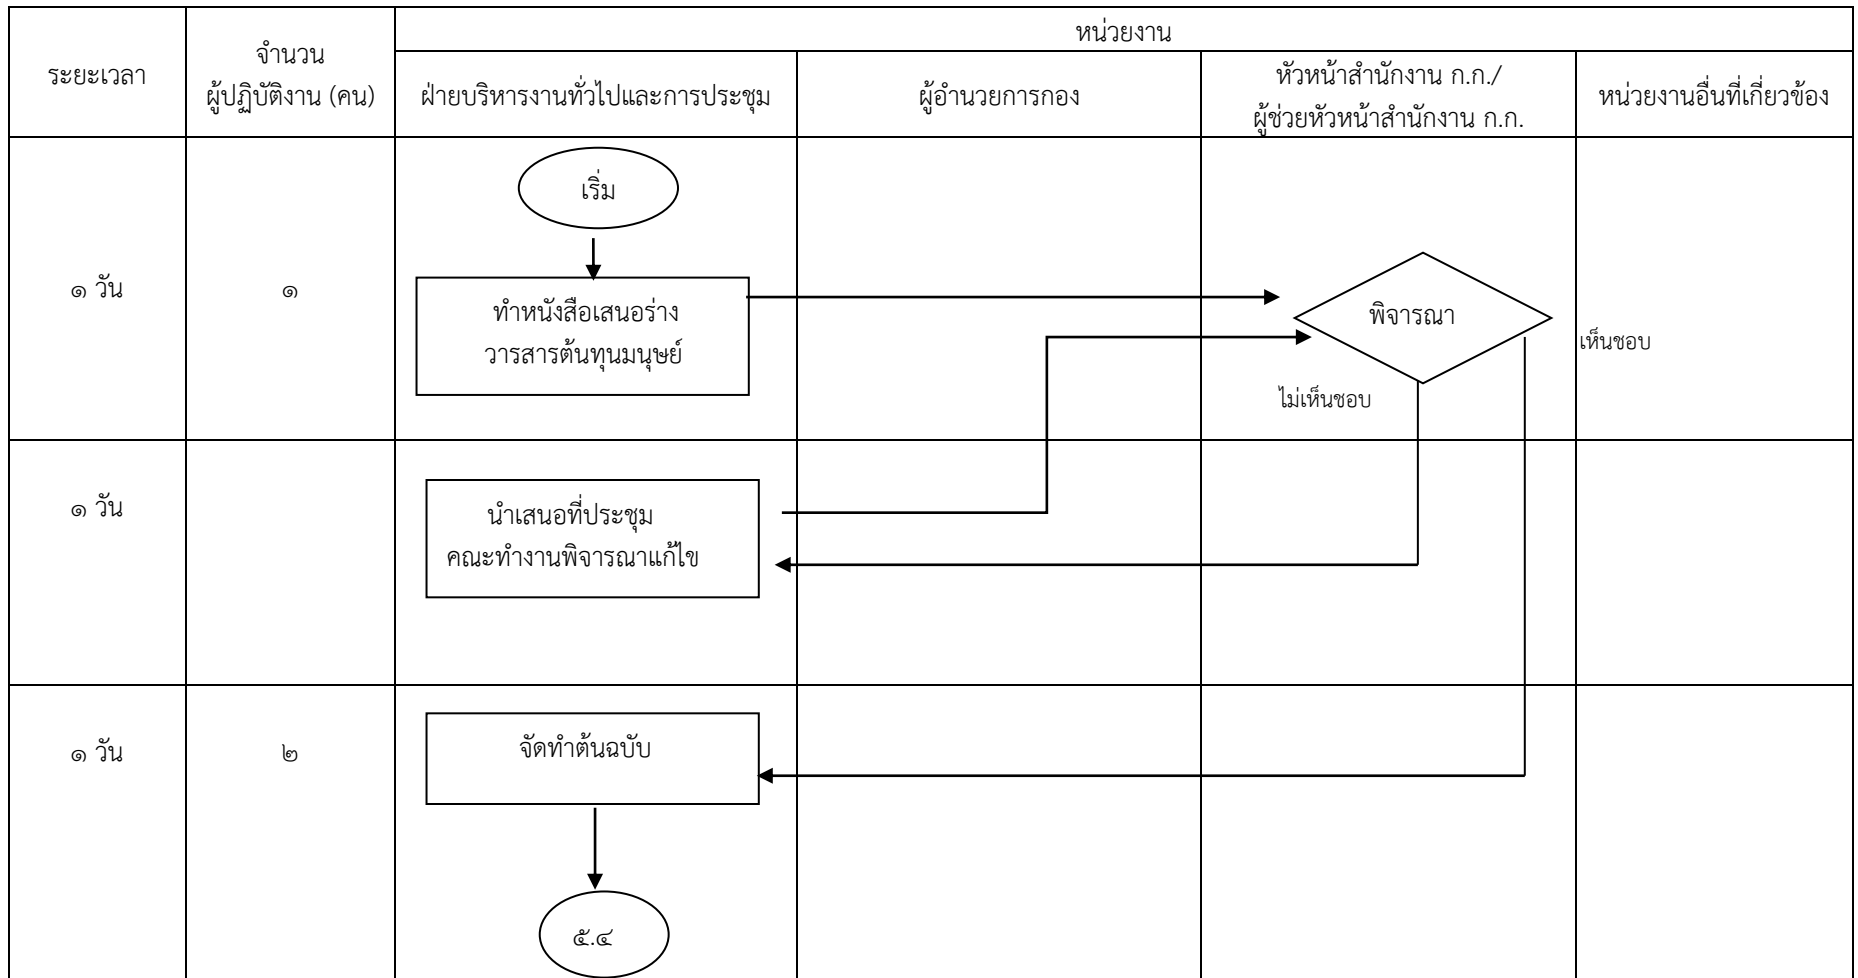 หน่วยงาน
ระยะเวลา
จำนวน
ผู้ปฏิบัติงาน (คน)
ฝ่ายบริหารงานทั่วไปและการประชุม
ผู้อำนวยการกอง
หัวหน้าสำนักงาน ก.ก./
ผู้ช่วยหัวหน้าสำนักงาน ก.ก.
หน่วยงานอื่นที่เกี่ยวข้อง
เริ่ม
๑ วัน
๑
ทำหนังสือเสนอร่าง
วารสารต้นทุนมนุษย์
พิจารณา
เห็นชอบ
ไม่เห็นชอบ
๑ วัน
นำเสนอที่ประชุม
คณะทำงานพิจารณาแก้ไข
๑ วัน
๒
จัดทำต้นฉบับ
๕.๔